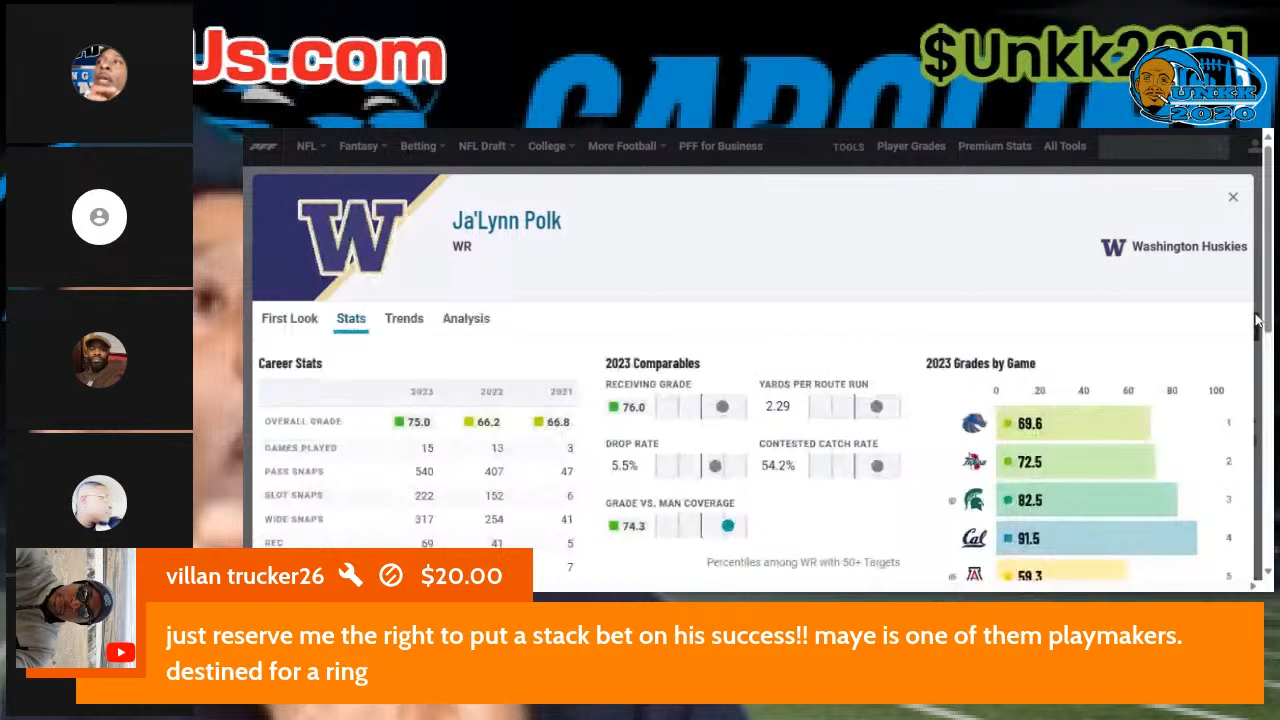 Us.com
$Unkk2021
UNKK
2020
CAROLIN
PFF NFL Fantasy Betting NFL Draft College More Football PFF for Business TOOLS Player Grades Premium Stats All Tools
W
Ja'Lynn Polk
WR
W Washington Huskies
First Look Stats Trends Analysis
Career Stats
2023 2022 2021
OVERALL GRADE 75.0 66.2 66.8
GAMES PLAYED 15 13 3
PASS SNAPS 540 407 47
SLOT SNAPS 222 152 6
WIDE SNAPS 317 254 41
REC 69 41 5
7
2023 Comparables
RECEIVING GRADE YARDS PER ROUTE RUN
76.0 2.29
DROP RATE CONTESTED CATCH RATE
5.5% 54.2%
GRADE VS. MAN COVERAGE
74.3
Percentiles among WR with 50+ Targets
2023 Grades by Game
0 20 40 60 80 100
69.6 1
72.5 2
82.5 3
Cal 91.5 4
A 59.3 5
villan trucker26 $20.00
just reserve me the right to put a stack bet on his success!! maye is one of them playmakers.
destined for a ring